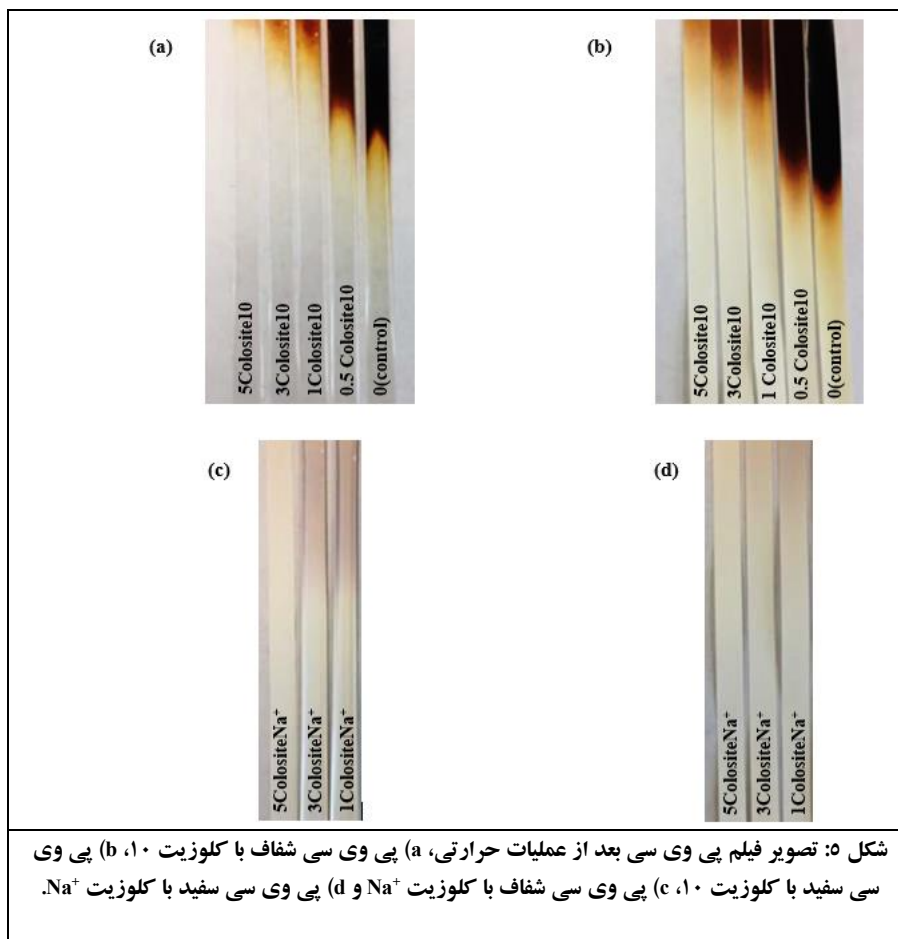 (a)
5Colosite10
3Colosite10
1Colosite10
0.5 Colosite10
0(control)
(b)
5Colosite10
3Colosite10
1 Colosite10
0.5 Colosite10
0(control)
(c)
5ColositeNa⁺
3ColositeNa⁺
1ColositeNa⁺
(d)
5ColositeNa⁺
3ColositeNa⁺
1ColositeNa⁺
شکل ۵: تصویر فیلم پی وی سی بعد از عملیات حرارتی، a) پی وی سی شفاف با کلوزیت ۱۰، b) پی وی
سی سفید با کلوزیت ۱۰، c) پی وی سی شفاف با کلوزیت Na⁺ و d) پی وی سی سفید با کلوزیت Na⁺.